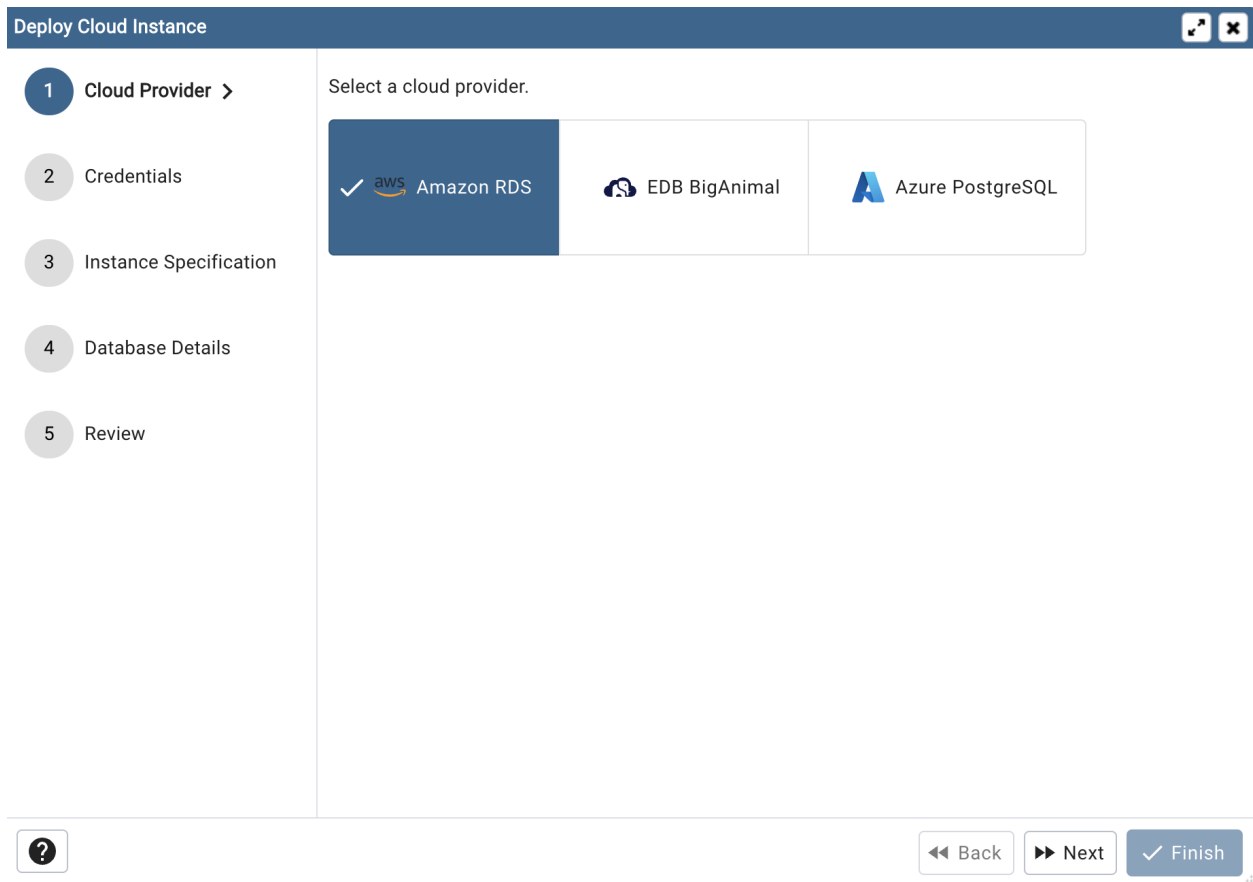 Deploy Cloud Instance
1 Cloud Provider
Select a cloud provider.
aws Amazon RDS
EDB BigAnimal
Azure PostgreSQL
2 Credentials
3 Instance Specification
4 Database Details
5 Review
?
Back
Next
Finish